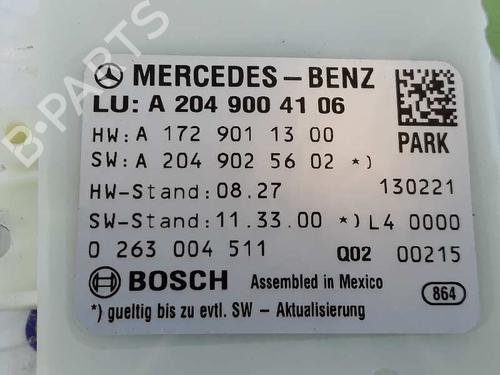 B-PARTS
MERCEDES-BENZ
LU: A 204 900 41 06
HW: A 172 901 13 00
PARK
SW: A 204 902 56 02 *)
HW-Stand: 08.27 130221
SW-Stand: 11.33.00 *) L4 0000
0 263 004 511 Q02 00215
BOSCH Assembled in Mexico
*) gueltig bis zu evtl. SW - Aktualisierung 864